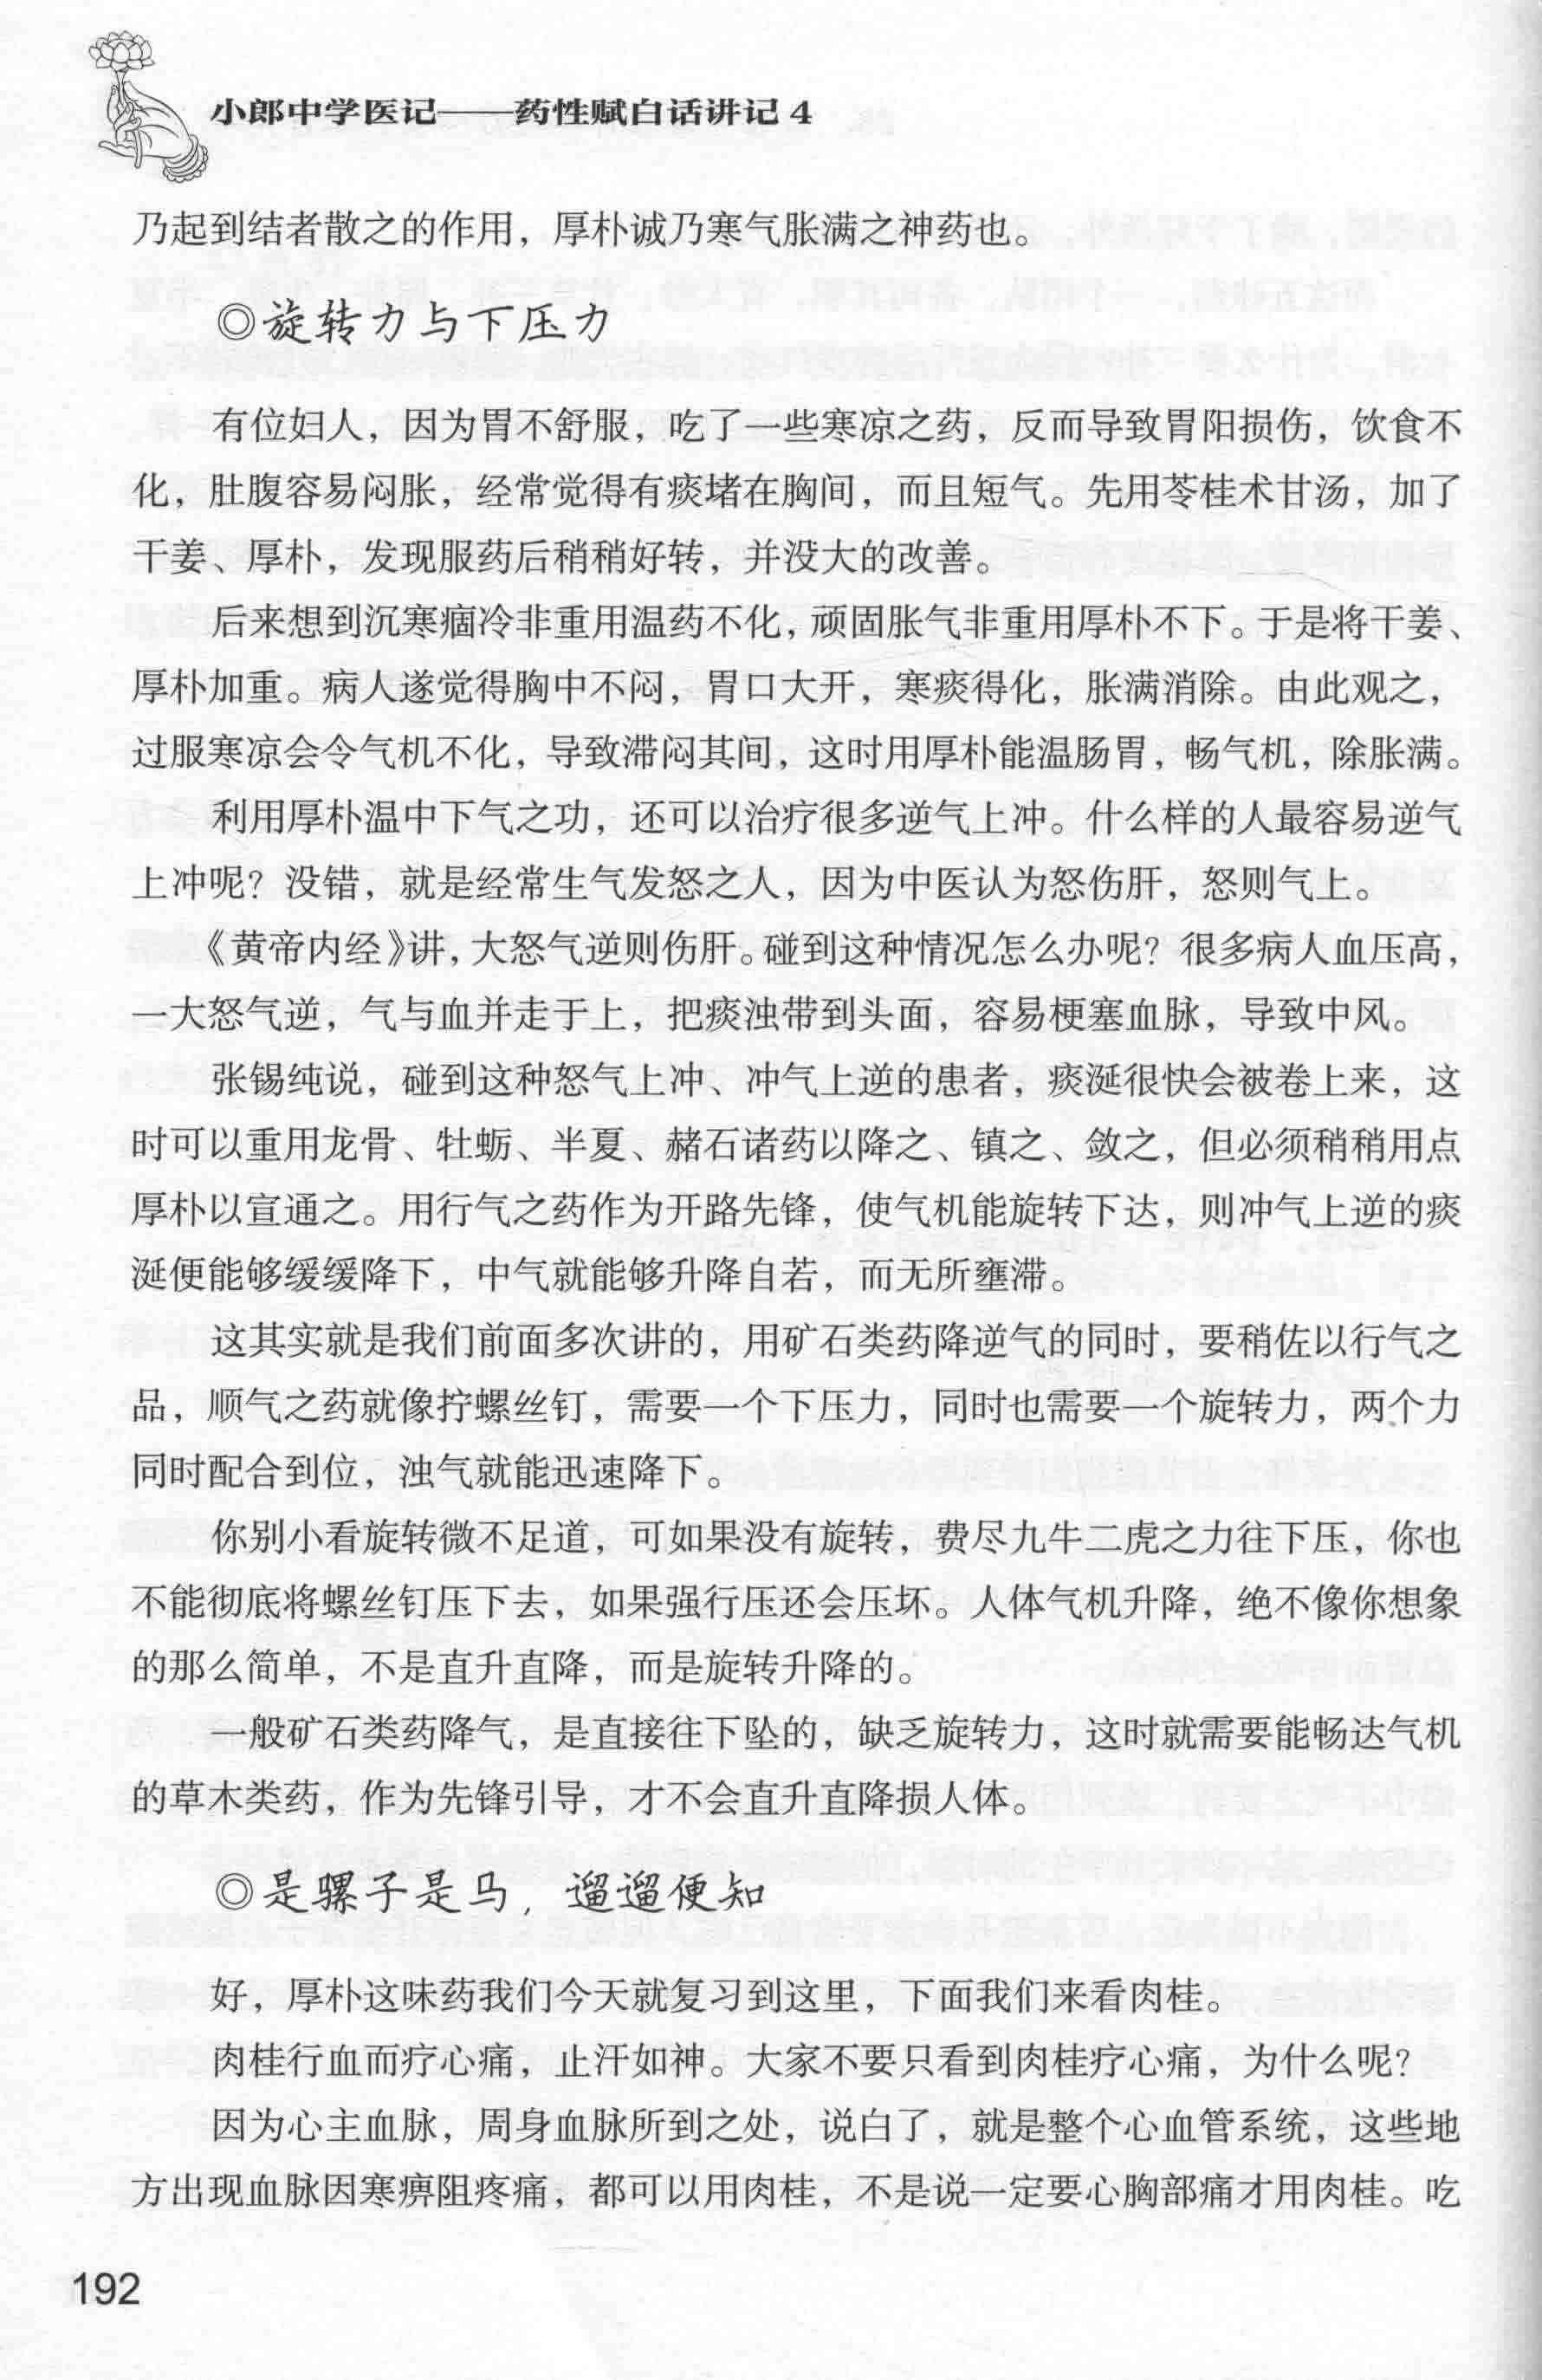 小郎中学医记——药性赋白话讲记4
乃起到结者散之的作用，厚朴诚乃寒气胀满之神药也。
◎旋转力与下压力
有位妇人，因为胃不舒服，吃了一些寒凉之药，反而导致胃阳损伤，饮食不
化，肚腹容易闷胀，经常觉得有痰堵在胸间，而且短气。先用苓桂术甘汤，加了
干姜、厚朴，发现服药后稍稍好转，并没大的改善。
后来想到沉寒痼冷非重用温药不化，顽固胀气非重用厚朴不下。于是将干姜、
厚朴加重。病人遂觉得胸中不闷，胃口大开，寒痰得化，胀满消除。由此观之，
过服寒凉会令气机不化，导致滞闷其间，这时用厚朴能温肠胃，畅气机，除胀满。
利用厚朴温中下气之功，还可以治疗很多逆气上冲。什么样的人最容易逆气
上冲呢？没错，就是经常生气发怒之人，因为中医认为怒伤肝，怒则气上。
《黄帝内经》讲，大怒气逆则伤肝。碰到这种情况怎么办呢？很多病人血压高，
一大怒气逆，气与血并走于上，把痰浊带到头面，容易梗塞血脉，导致中风。
张锡纯说，碰到这种怒气上冲、冲气上逆的患者，痰涎很快会被卷上来，这
时可以重用龙骨、牡蛎、半夏、赭石诸药以降之、镇之、敛之，但必须稍稍用点
厚朴以宣通之。用行气之药作为开路先锋，使气机能旋转下达，则冲气上逆的痰
涎便能够缓缓降下，中气就能够升降自若，而无所壅滞。
这其实就是我们前面多次讲的，用矿石类药降逆气的同时，要稍佐以行气之
品，顺气之药就像拧螺丝钉，需要一个下压力，同时也需要一个旋转力，两个力
同时配合到位，浊气就能迅速降下。
你别小看旋转微不足道，可如果没有旋转，费尽九牛二虎之力往下压，你也
不能彻底将螺丝钉压下去，如果强行压还会压坏。人体气机升降，绝不像你想象
的那么简单，不是直升直降，而是旋转升降的。
一般矿石类药降气，是直接往下坠的，缺乏旋转力，这时就需要能畅达气机
的草木类药，作为先锋引导，才不会直升直降损人体。
◎是骡子是马，遛遛便知
好，厚朴这味药我们今天就复习到这里，下面我们来看肉桂。
肉桂行血而疗心痛，止汗如神。大家不要只看到肉桂疗心痛，为什么呢？
因为心主血脉，周身血脉所到之处，说白了，就是整个心血管系统，这些地
方出现血脉因寒痹阻疼痛，都可以用肉桂，不是说一定要心胸部痛才用肉桂。吃
192